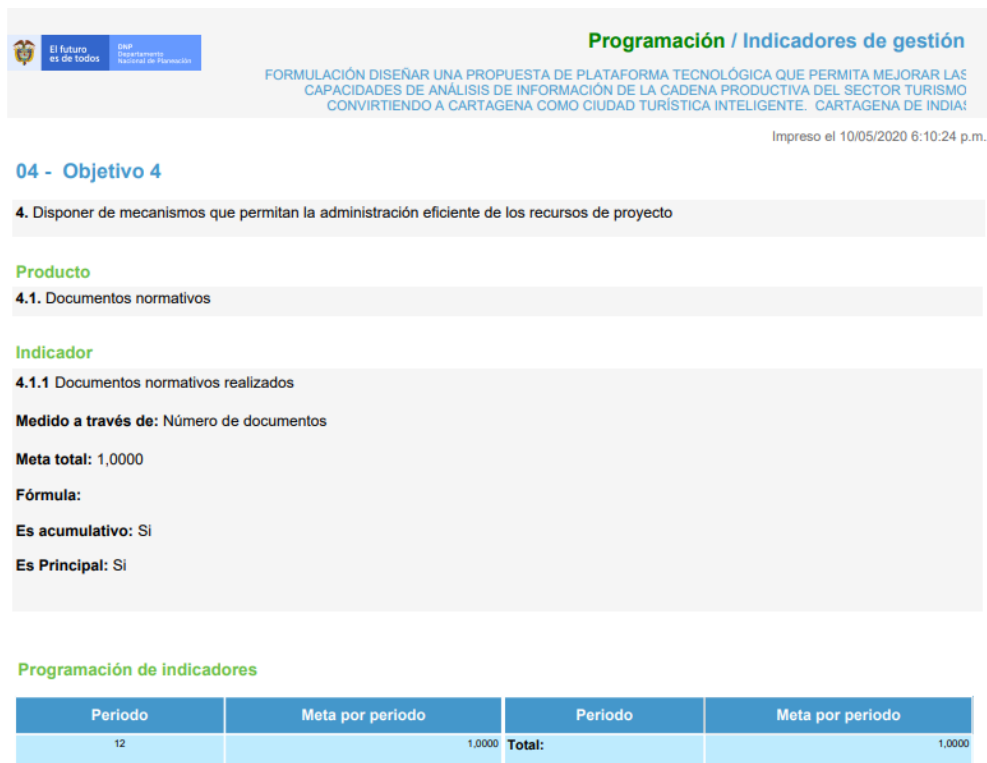 El futuro
es de todos
DNP
Departamento
Nacional de Planeación
Programación / Indicadores de gestión
FORMULACIÓN DISEÑAR UNA PROPUESTA DE PLATAFORMA TECNOLÓGICA QUE PERMITA MEJORAR LAS
CAPACIDADES DE ANÁLISIS DE INFORMACIÓN DE LA CADENA PRODUCTIVA DEL SECTOR TURISMO
CONVIRTIENDO A CARTAGENA COMO CIUDAD TURÍSTICA INTELIGENTE. CARTAGENA DE INDIAS
Impreso el 10/05/2020 6:10:24 p.m.
04 - Objetivo 4
4. Disponer de mecanismos que permitan la administración eficiente de los recursos de proyecto
Producto
4.1. Documentos normativos
Indicador
4.1.1 Documentos normativos realizados
Medido a través de: Número de documentos
Meta total: 1,0000
Fórmula:
Es acumulativo: Si
Es Principal: Si
Programación de indicadores
Periodo Meta por periodo Periodo Meta por periodo
12 1,0000 Total: 1,0000